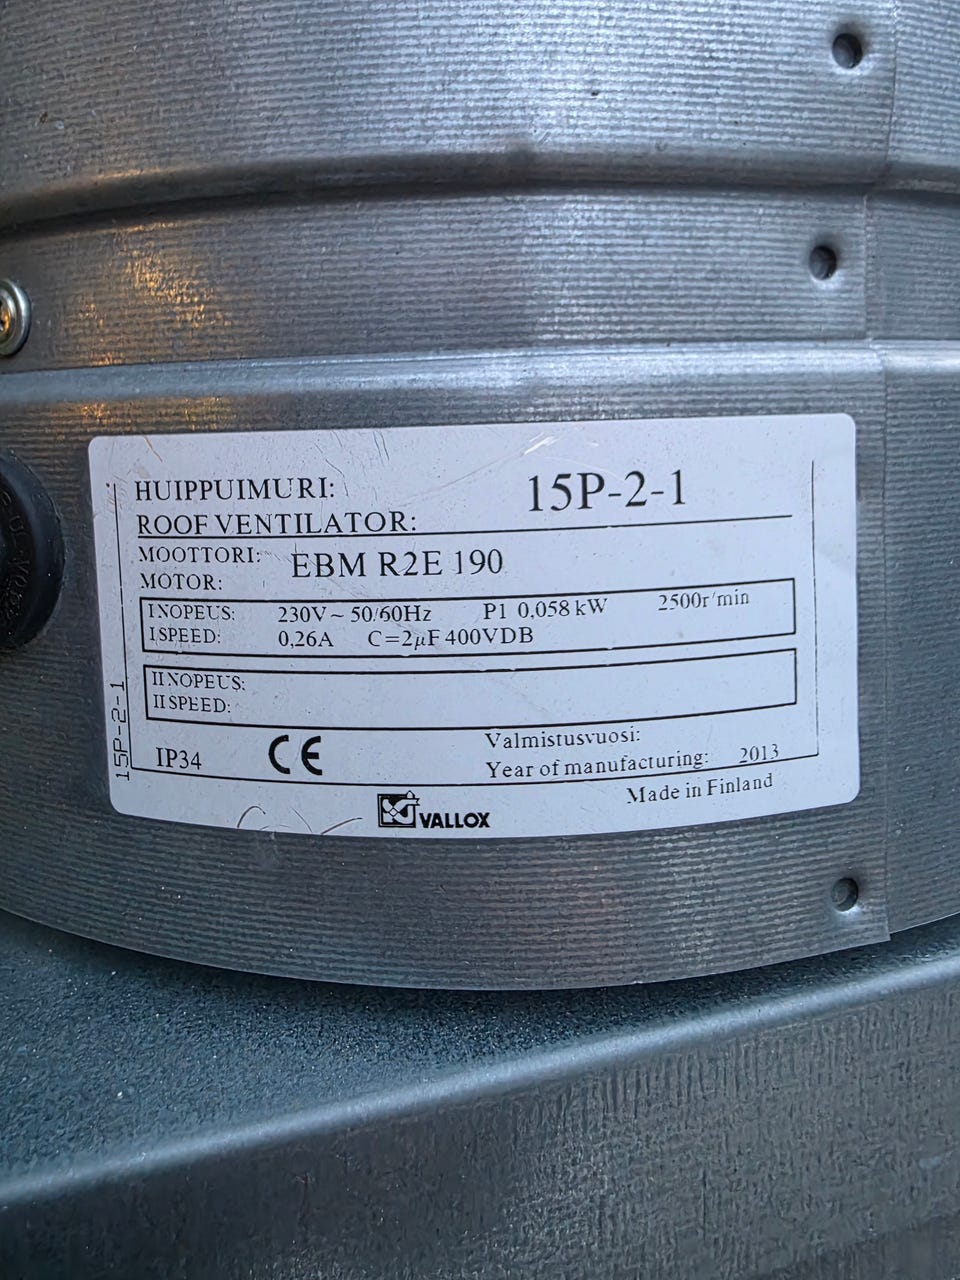 HUIPPUIMURI: 15P-2-1
ROOF VENTILATOR:
MOOTTORI: EBM R2E 190
MOTOR:
I NOPEUS: 230V~ 50/60Hz P1 0,058 kW 2500r/min
I SPEED: 0,26A C=2µF 400VDB
II NOPEUS:
II SPEED:
15P-2-1
IP34 CE Valmistusvuosi:
Year of manufacturing: 2013
Made in Finland
VALLOX